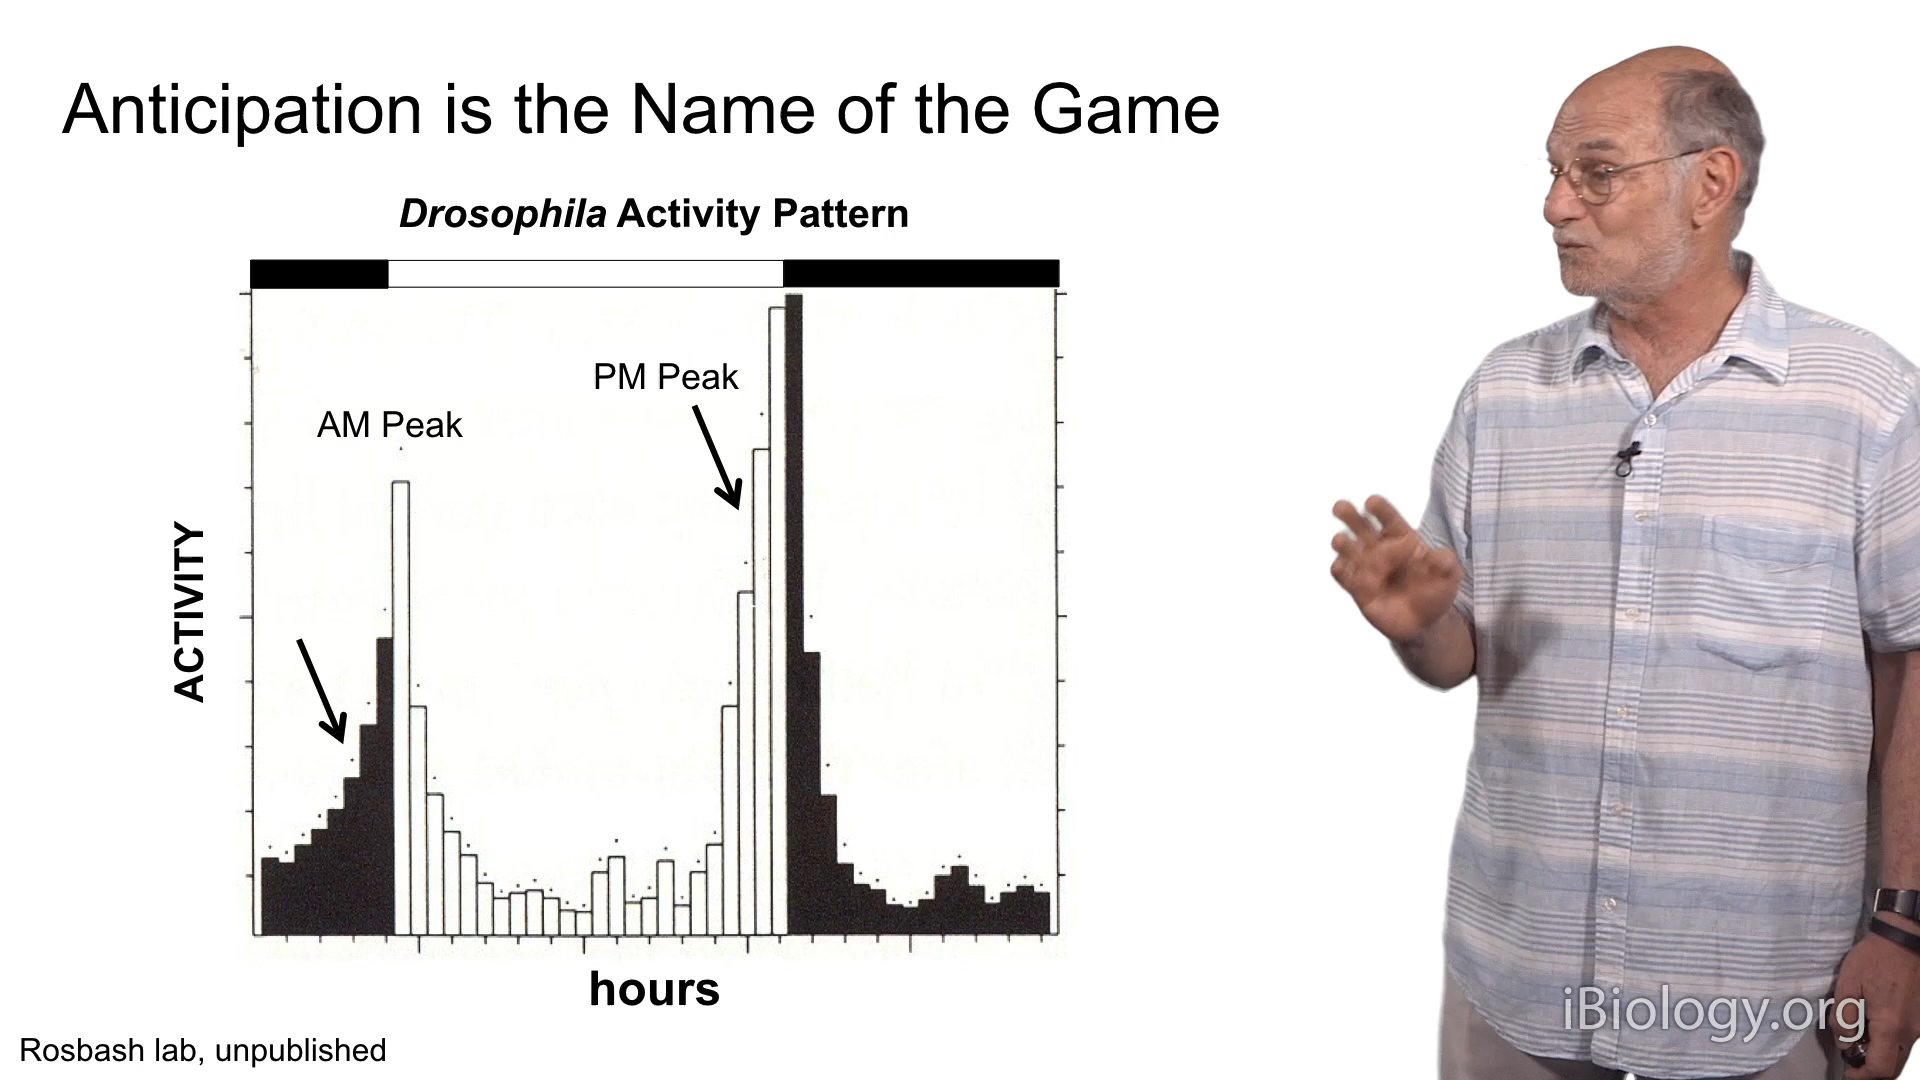 Anticipation is the Name of the Game
Drosophila Activity Pattern
PM Peak
AM Peak
ACTIVITY
hours
Rosbash lab, unpublished
iBiology.org